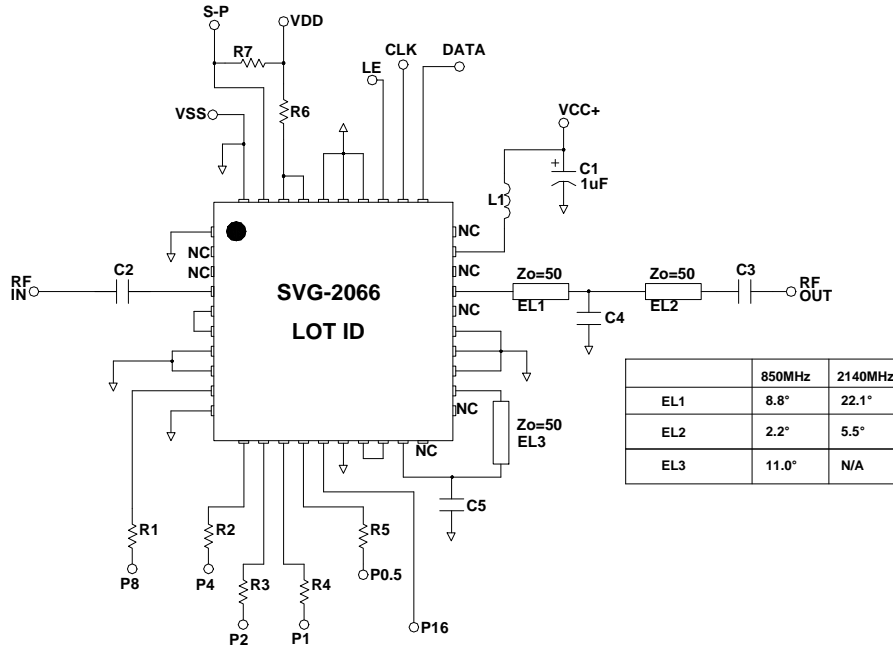 S-P
VDD
R7
CLK
DATA
LE
R6
VSS
VCC+
+
C1
1uF
L1
NC
NC
NC
NC
RF
IN
C2
SVG-2066
LOT ID
Zo=50
EL1
Zo=50
EL2
C3
RF
OUT
C4
NC
850MHz 2140MHz
EL1 8.8° 22.1°
EL2 2.2° 5.5°
EL3 11.0° N/A
NC
Zo=50
EL3
NC
C5
R1
R2
R5
P8
P4
R3
R4
P0.5
P2
P1
P16